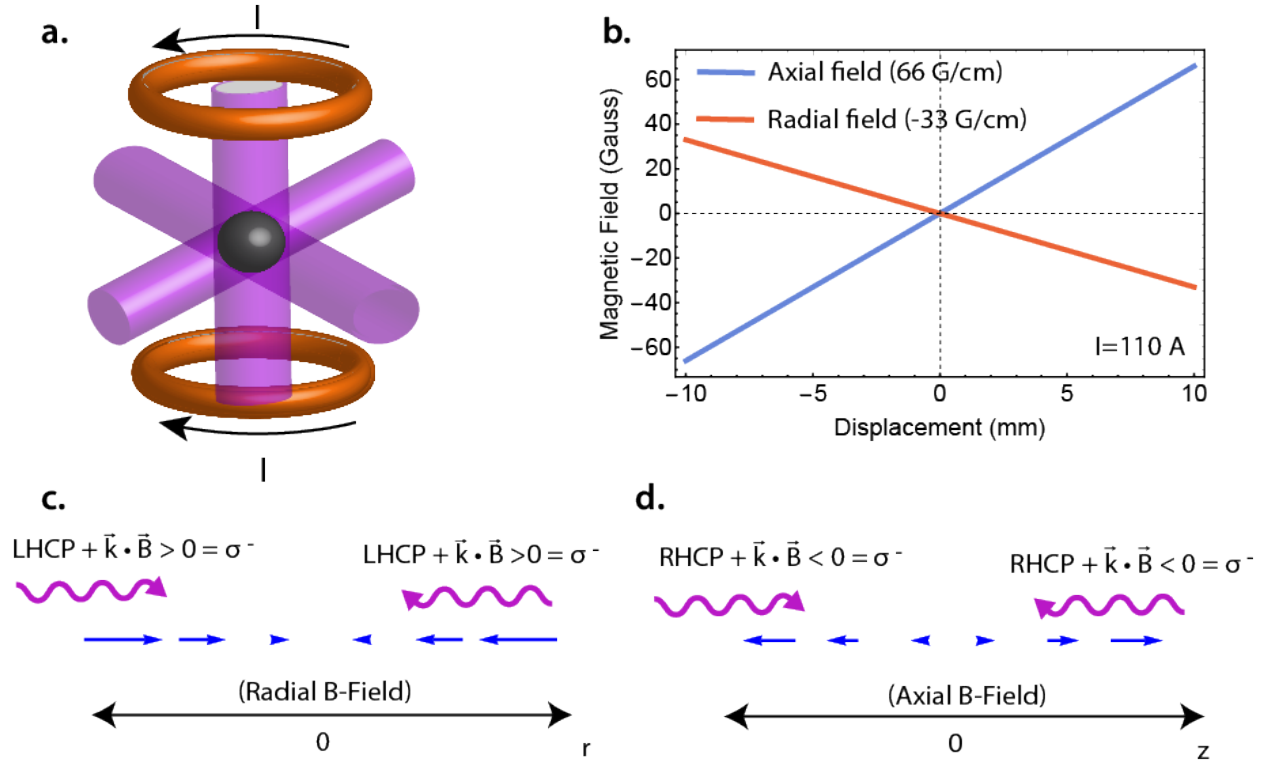 a.
I
I
b.
Axial field (66 G/cm)
Radial field (-33 G/cm)
I=110 A
Magnetic Field (Gauss)
60
40
20
0
−20
−40
−60
−10
−5
0
5
10
Displacement (mm)
c.
LHCP + k⃗ • B⃗ > 0 = σ⁻
LHCP + k⃗ • B⃗ >0 = σ⁻
(Radial B-Field)
0
r
d.
RHCP + k⃗ • B⃗ < 0 = σ⁻
RHCP + k⃗ • B⃗ < 0 = σ⁻
(Axial B-Field)
0
z